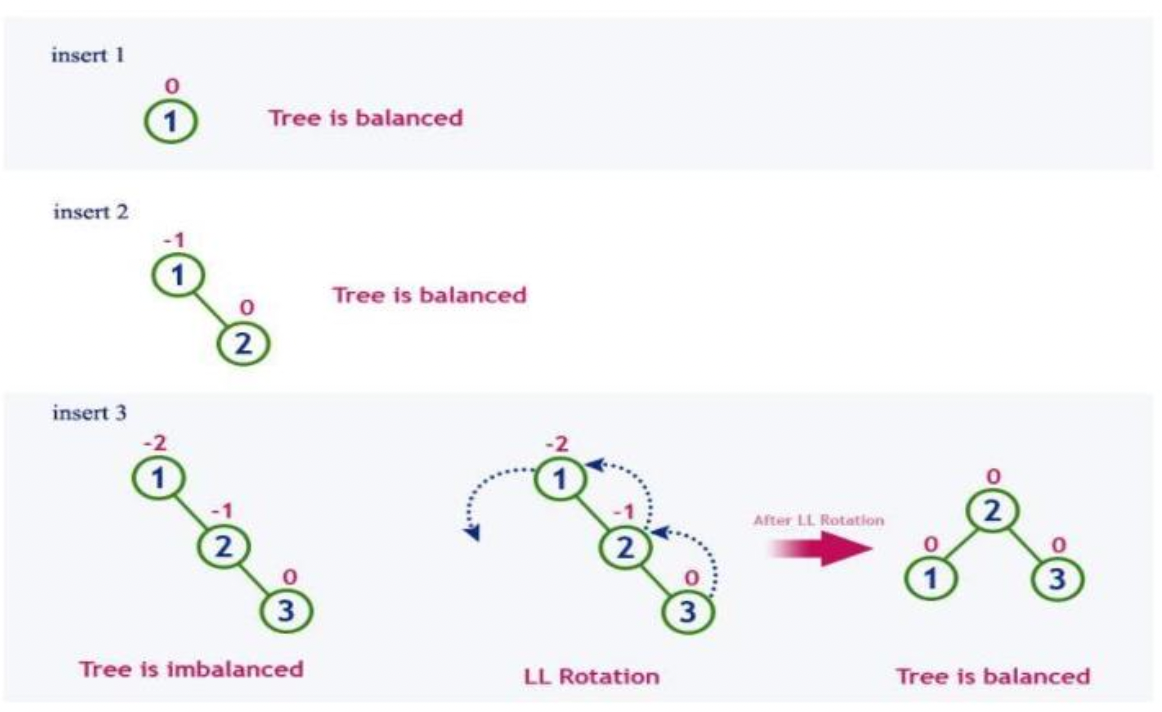 insert 1
0
1
Tree is balanced
insert 2
-1
1
0
2
Tree is balanced
insert 3
-2
1
-1
2
0
3
Tree is imbalanced
-2
1
-1
2
0
3
LL Rotation
After LL Rotation
0
2
0
1
0
3
Tree is balanced